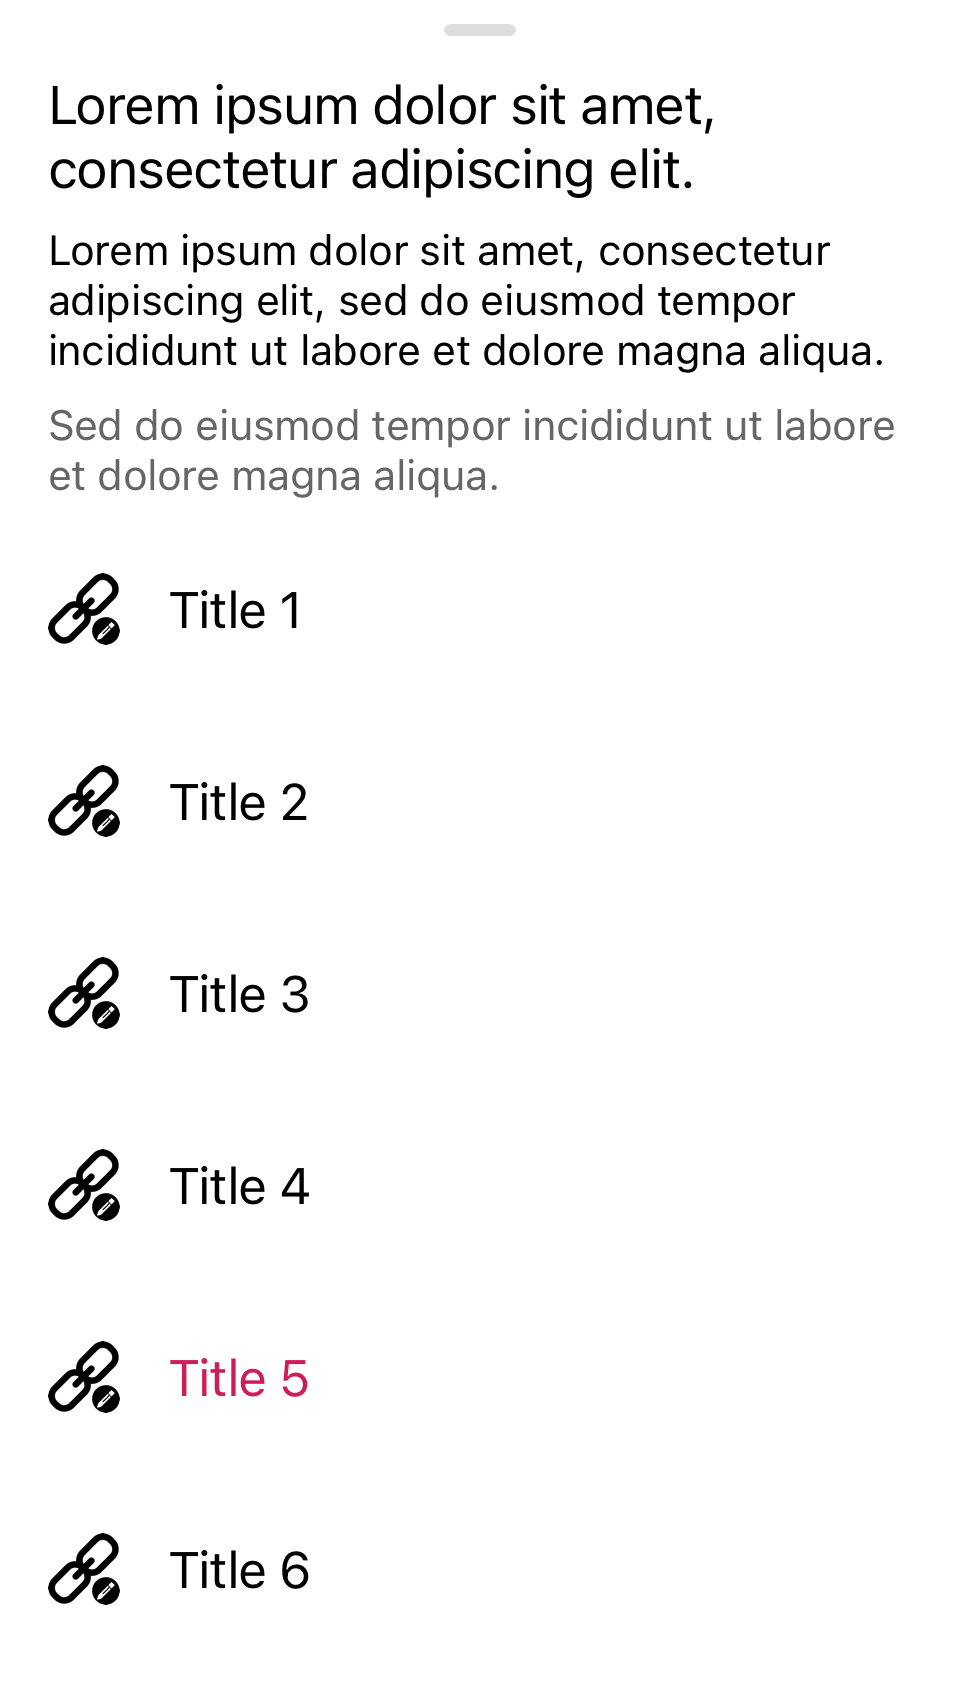 Lorem ipsum dolor sit amet,
consectetur adipiscing elit.
Lorem ipsum dolor sit amet, consectetur
adipiscing elit, sed do eiusmod tempor
incididunt ut labore et dolore magna aliqua.
Sed do eiusmod tempor incididunt ut labore
et dolore magna aliqua.
Title 1
Title 2
Title 3
Title 4
Title 5
Title 6